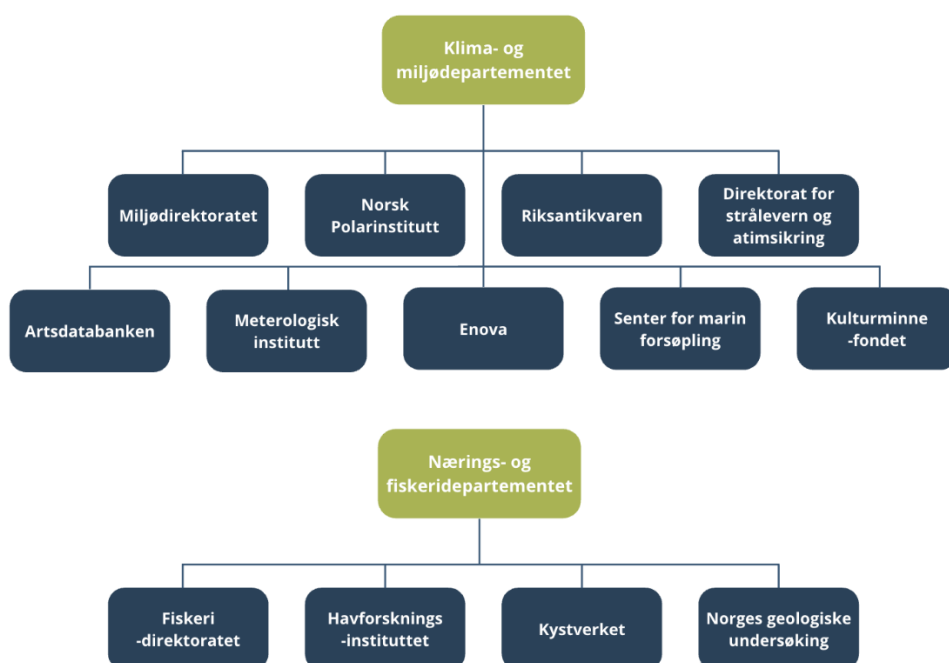 Klima- og
miljødepartementet
Miljødirektoratet
Norsk
Polarinstitutt
Riksantikvaren
Direktorat for
strålevern og
atimsikring
Artsdatabanken
Meterologisk
institutt
Enova
Senter for marin
forsøpling
Kulturminne
-fondet
Nærings- og
fiskeridepartementet
Fiskeri
-direktoratet
Havforsknings
-instituttet
Kystverket
Norges geologiske
undersøking